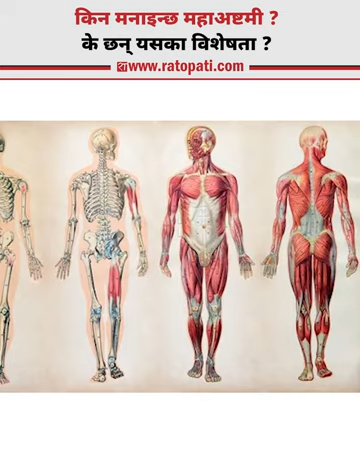 किन मनाइन्छ महाअष्टमी ?
के छन् यसका विशेषता ?
www.ratopati.com